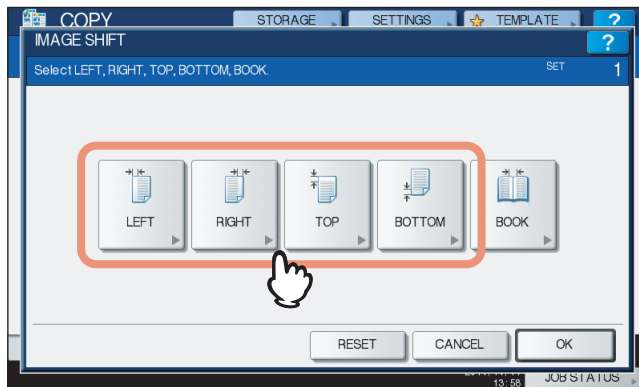 COPY STORAGE SETTINGS TEMPLATE ?
IMAGE SHIFT ?
Select LEFT, RIGHT, TOP, BOTTOM, BOOK. SET 1
LEFT RIGHT TOP BOTTOM BOOK
RESET CANCEL OK
13:58 JOB STATUS